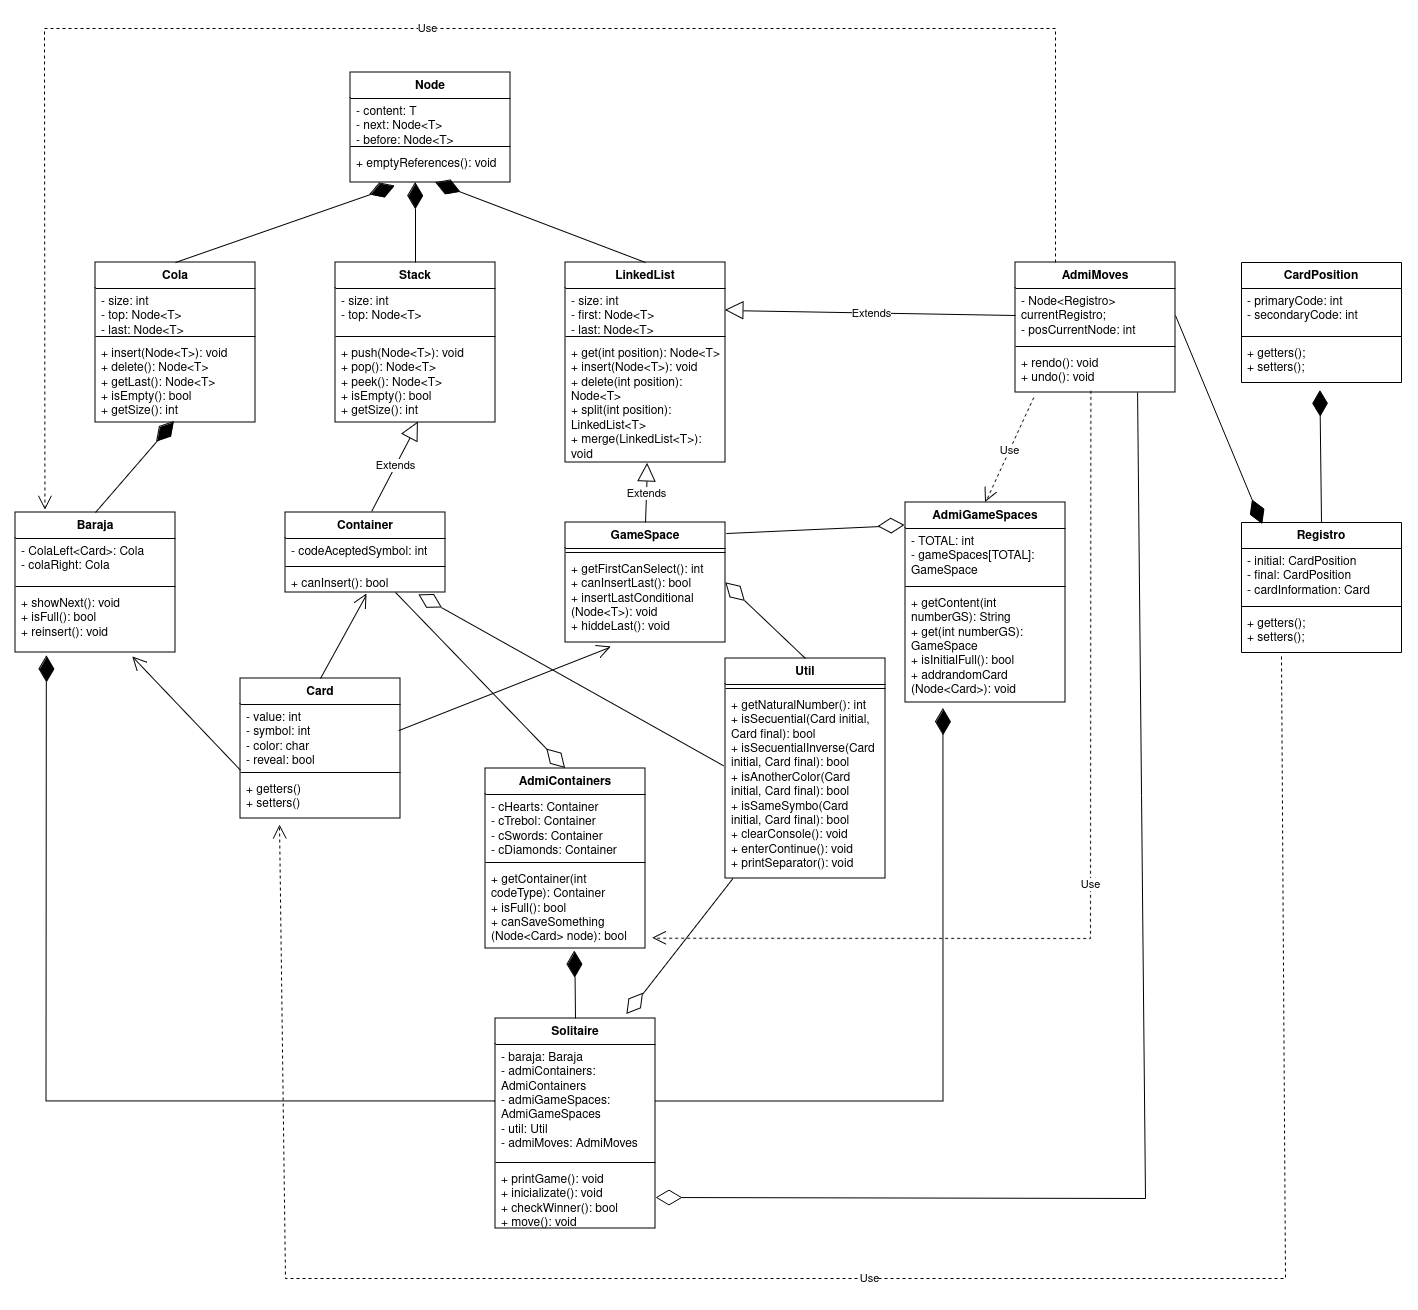 Use
Node
- content: T
- next: Node<T>
- before: Node<T>
+ emptyReferences(): void
Cola
- size: int
- top: Node<T>
- last: Node<T>
+ insert(Node<T>): void
+ delete(): Node<T>
+ getLast(): Node<T>
+ isEmpty(): bool
+ getSize(): int
Stack
- size: int
- top: Node<T>
+ push(Node<T>): void
+ pop(): Node<T>
+ peek(): Node<T>
+ isEmpty(): bool
+ getSize(): int
LinkedList
- size: int
- first: Node<T>
- last: Node<T>
+ get(int position): Node<T>
+ insert(Node<T>): void
+ delete(int position):
Node<T>
+ split(int position):
LinkedList<T>
+ merge(LinkedList<T>):
void
Extends
AdmiMoves
- Node<Registro>
currentRegistro;
- posCurrentNode: int
+ rendo(): void
+ undo(): void
CardPosition
- primaryCode: int
- secondaryCode: int
+ getters();
+ setters();
Extends
Extends
Use
Baraja
- ColaLeft<Card>: Cola
- colaRight: Cola
+ showNext(): void
+ isFull(): bool
+ reinsert(): void
Container
- codeAceptedSymbol: int
+ canInsert(): bool
GameSpace
+ getFirstCanSelect(): int
+ canInsertLast(): bool
+ insertLastConditional
(Node<T>): void
+ hiddeLast(): void
AdmiGameSpaces
- TOTAL: int
- gameSpaces[TOTAL]:
GameSpace
+ getContent(int
numberGS): String
+ get(int numberGS):
GameSpace
+ isInitialFull(): bool
+ addrandomCard
(Node<Card>): void
Registro
- initial: CardPosition
- final: CardPosition
- cardInformation: Card
+ getters();
+ setters();
Card
- value: int
- symbol: int
- color: char
- reveal: bool
+ getters()
+ setters()
Util
+ getNaturalNumber(): int
+ isSecuential(Card initial,
Card final): bool
+ isSecuentialInverse(Card
initial, Card final): bool
+ isAnotherColor(Card
initial, Card final): bool
+ isSameSymbo(Card
initial, Card final): bool
+ clearConsole(): void
+ enterContinue(): void
+ printSeparator(): void
AdmiContainers
- cHearts: Container
- cTrebol: Container
- cSwords: Container
- cDiamonds: Container
+ getContainer(int
codeType): Container
+ isFull(): bool
+ canSaveSomething
(Node<Card> node): bool
Use
Solitaire
- baraja: Baraja
- admiContainers:
AdmiContainers
- admiGameSpaces:
AdmiGameSpaces
- util: Util
- admiMoves: AdmiMoves
+ printGame(): void
+ inicializate(): void
+ checkWinner(): bool
+ move(): void
Use